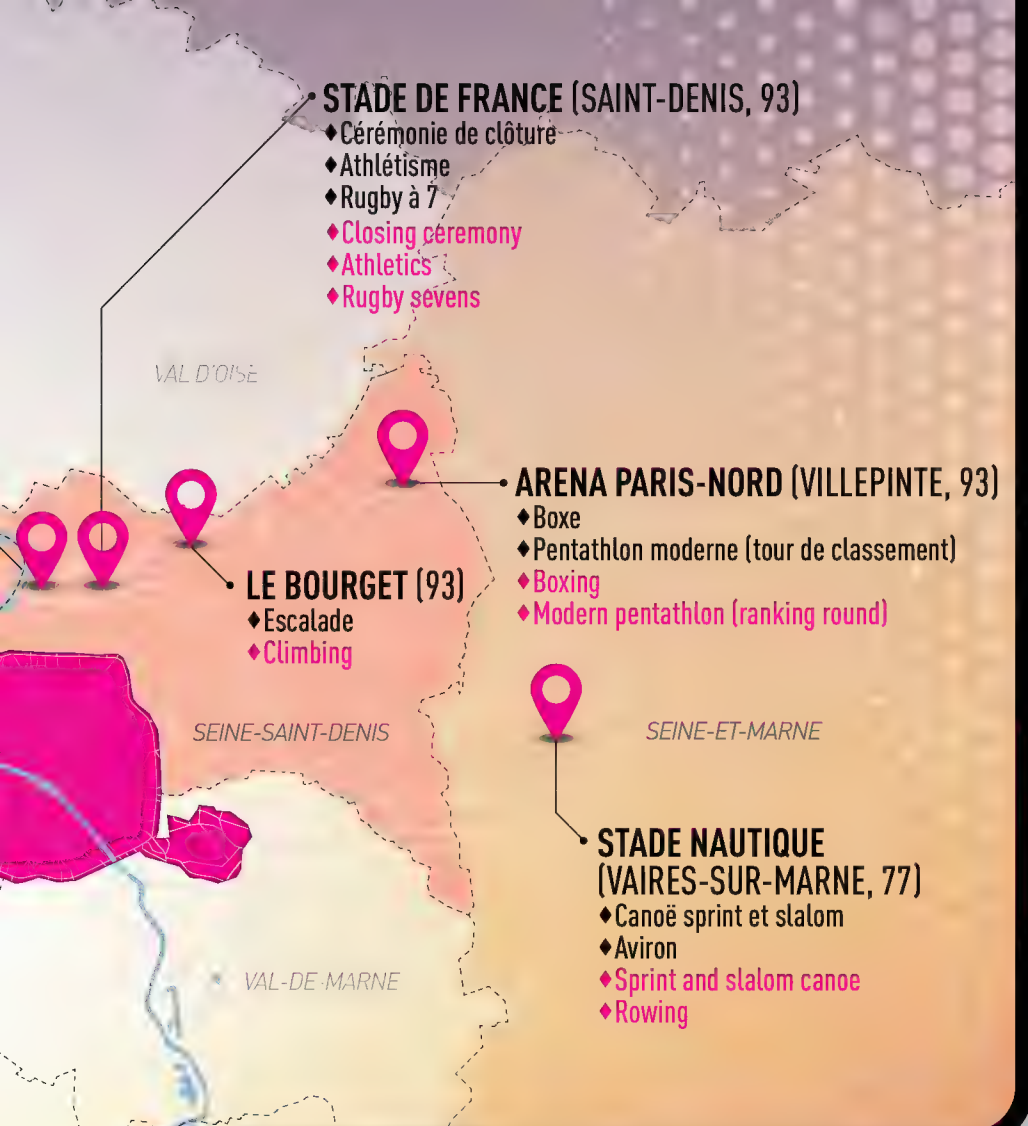 STADE DE FRANCE (SAINT-DENIS, 93)
♦Cérémonie de clôture
♦Athlétisme
♦Rugby à 7
♦Closing ceremony
♦Athletics
♦Rugby sevens
VAL D'OISE
ARENA PARIS-NORD (VILLEPINTE, 93)
♦Boxe
♦Pentathlon moderne (tour de classement)
♦Boxing
♦Modern pentathlon (ranking round)
LE BOURGET (93)
♦Escalade
♦Climbing
SEINE-SAINT-DENIS
SEINE-ET-MARNE
STADE NAUTIQUE
(VAIRES-SUR-MARNE, 77)
♦Canoë sprint et slalom
♦Aviron
♦Sprint and slalom canoe
♦Rowing
VAL-DE-MARNE